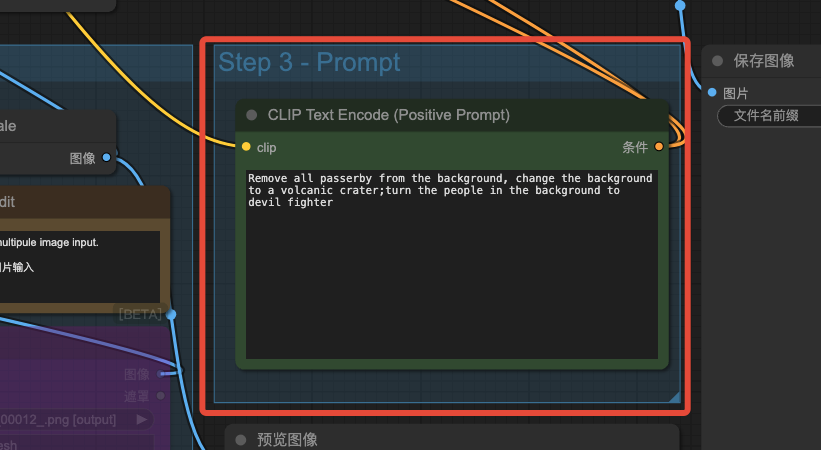 Step 3 - Prompt
保存图像
CLIP Text Encode (Positive Prompt)
图片
ale
clip
条件
文件名前缀
图像
Remove all passerby from the background, change the background
to a volcanic crater;turn the people in the background to
devil fighter
dit
multipule image input.
片输入
[BETA]
图像
遮罩
00012_.png [output]
esh
预览图像